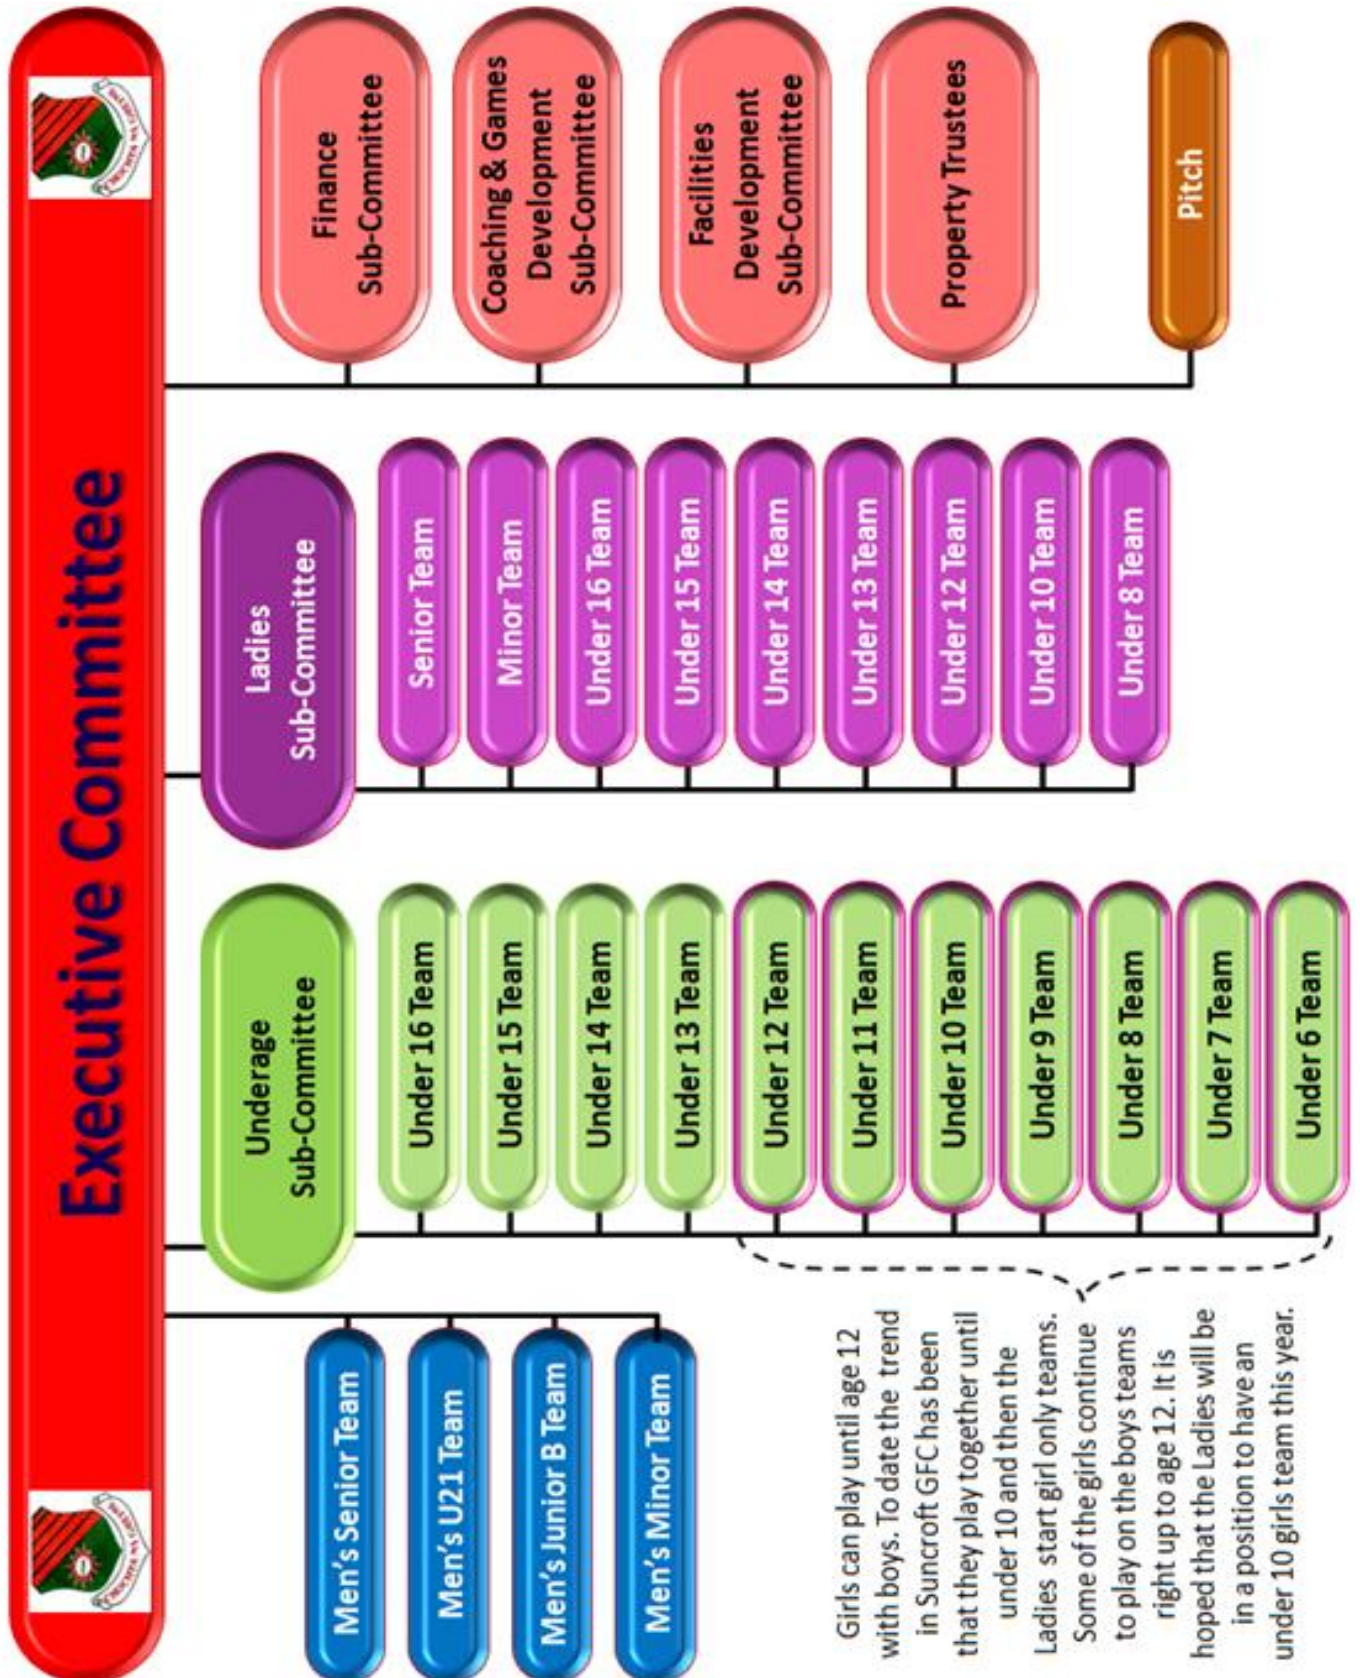 Executive Committee
Men's Senior Team
Men's U21 Team
Men's Junior B Team
Men's Minor Team
Girls can play until age 12
with boys. To date the trend
in Suncroft GFC has been
that they play together until
under 10 and then the
Ladies start girl only teams.
Some of the girls continue
to play on the boys teams
right up to age 12. It is
hoped that the Ladies will be
in a position to have an
under 10 girls team this year.
Underage
Sub-Committee
Under 16 Team
Under 15 Team
Under 14 Team
Under 13 Team
Under 12 Team
Under 11 Team
Under 10 Team
Under 9 Team
Under 8 Team
Under 7 Team
Under 6 Team
Ladies
Sub-Committee
Senior Team
Minor Team
Under 16 Team
Under 15 Team
Under 14 Team
Under 13 Team
Under 12 Team
Under 10 Team
Under 8 Team
Finance
Sub-Committee
Coaching & Games
Development
Sub-Committee
Facilities
Development
Sub-Committee
Property Trustees
Pitch